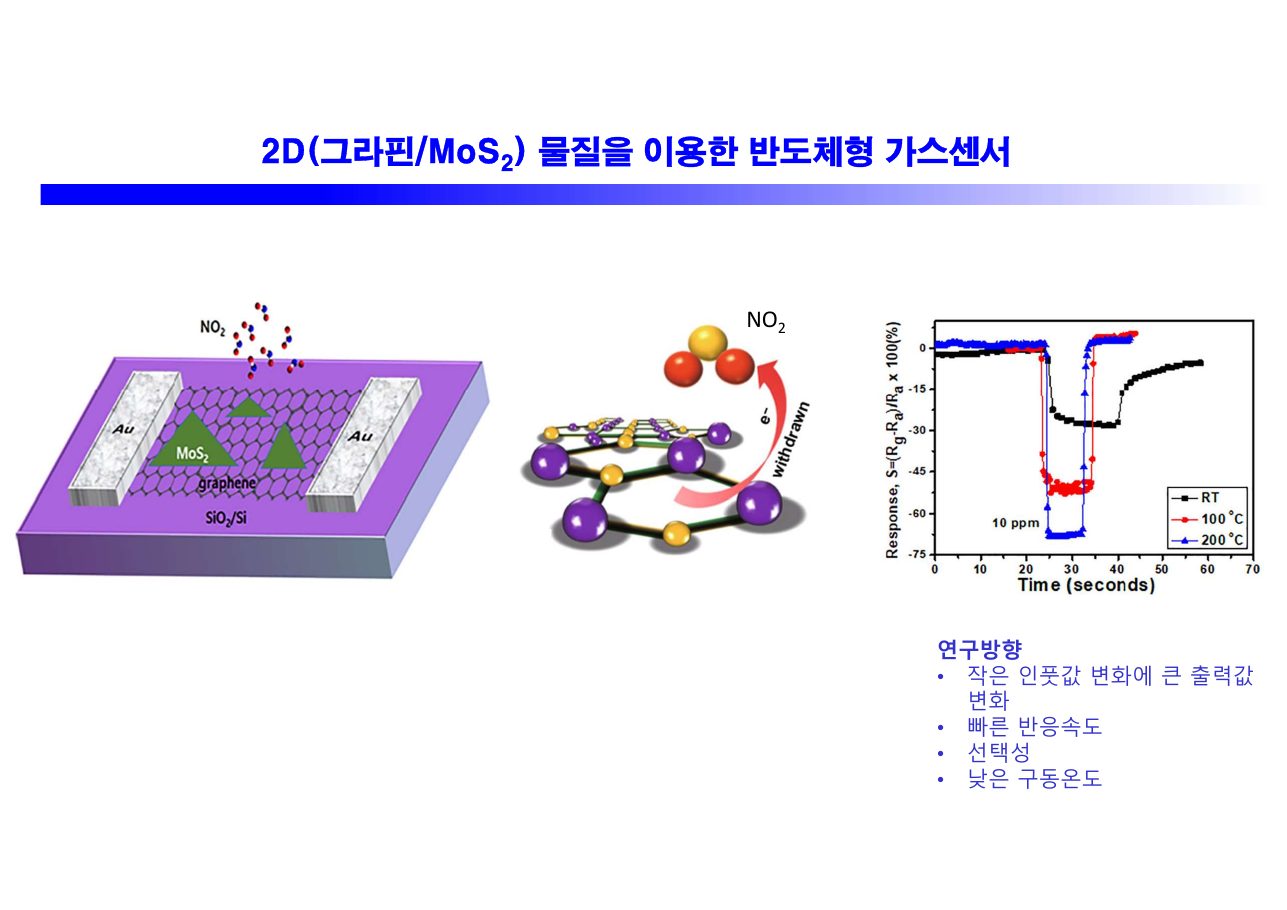 2D(그라핀/MoS₂) 물질을 이용한 반도체형 가스센서
NO₂
Au
Au
MoS₂
graphene
SiO₂/Si
NO₂
e⁻
withdrawn
Response, S=(Rg-Ra)/Ra x 100(%)
0
-15
-30
-45
-60
-75
10 ppm
RT
100 °C
200 °C
0 10 20 30 40 50 60 70
Time (seconds)
연구방향
• 작은 인풋값 변화에 큰 출력값
변화
• 빠른 반응속도
• 선택성
• 낮은 구동온도